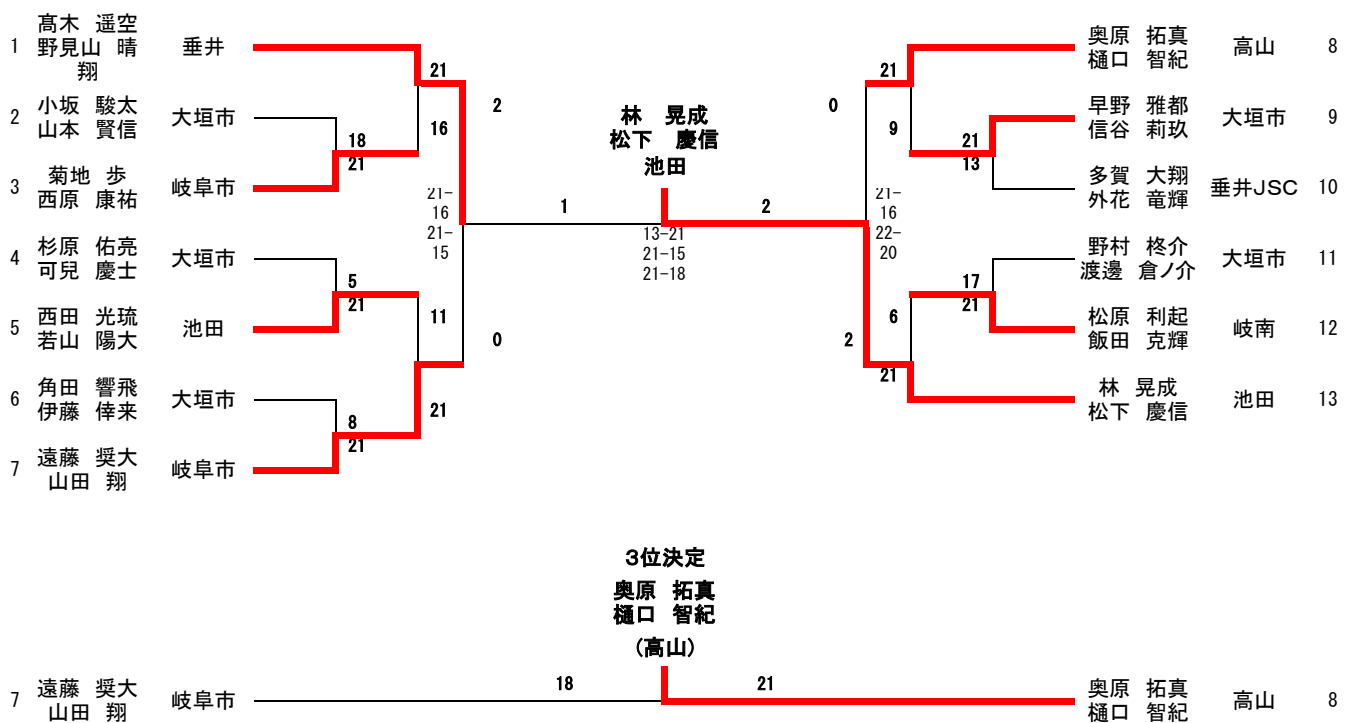 髙木 遥空
1 野見山 晴 垂井
翔
小坂 駿太
2 大垣市
山本 賢信
菊地 歩
3 岐阜市
西原 康祐
杉原 佑亮
4 大垣市
可兒 慶士
西田 光琉
5 池田
若山 陽大
角田 響飛
6 大垣市
伊藤 倖来
遠藤 奨大
7 岐阜市
山田 翔
21
16
18
21
5
21
11
8
21
21
2
21-
16
21-
15
0
1
林 晃成
松下 慶信
池田
2
13-21
21-15
21-18
0
21-
16
22-
20
2
21
9
21
13
17
21
6
21
奥原 拓真
高山 8
樋口 智紀
早野 雅都
大垣市 9
信谷 莉玖
多賀 大翔
垂井JSC 10
外花 竜輝
野村 柊介
大垣市 11
渡邊 倉ノ介
松原 利起
岐南 12
飯田 克輝
林 晃成
池田 13
松下 慶信
3位決定
奥原 拓真
樋口 智紀
(高山)
18 21
遠藤 奨大
7 岐阜市
山田 翔
奥原 拓真
高山 8
樋口 智紀